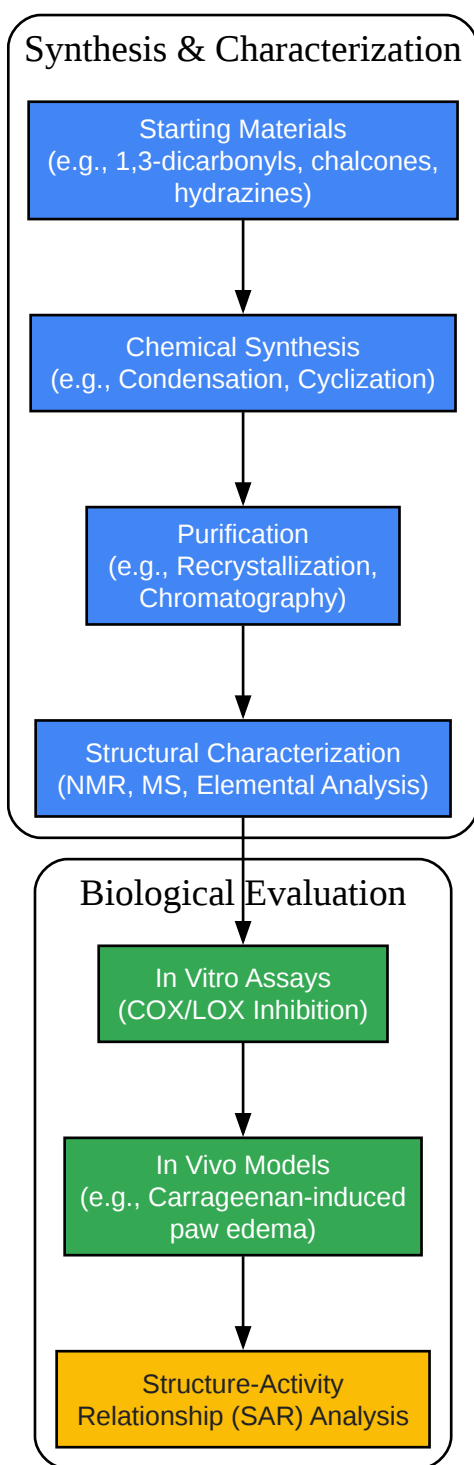 Synthesis & Characterization
Starting Materials
(e.g., 1,3-dicarbonyls, chalcones,
hydrazines)
Chemical Synthesis
(e.g., Condensation, Cyclization)
Purification
(e.g., Recrystallization,
Chromatography)
Structural Characterization
(NMR, MS, Elemental Analysis)
Biological Evaluation
In Vitro Assays
(COX/LOX Inhibition)
In Vivo Models
(e.g., Carrageenan-induced
paw edema)
Structure-Activity
Relationship (SAR) Analysis